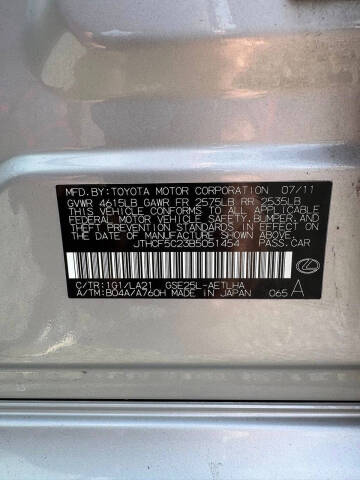 MFD. BY: TOYOTA MOTOR CORPORATION 07/11
GVWR 4615LB GAWR FR 2575LB RR 2535LB
THIS VEHICLE CONFORMS TO ALL APPLICABLE
FEDERAL MOTOR VEHICLE SAFETY, BUMPER, AND
THEFT PREVENTION STANDARDS IN EFFECT ON THE DATE
OF MANUFACTURE SHOWN ABOVE.
JTHCF5C23B5051454 PASS.CAR
C/TR:1G1/LA21 GSE25L-AETLHA
A/TM:B04A/A760H MADE IN JAPAN 065 A